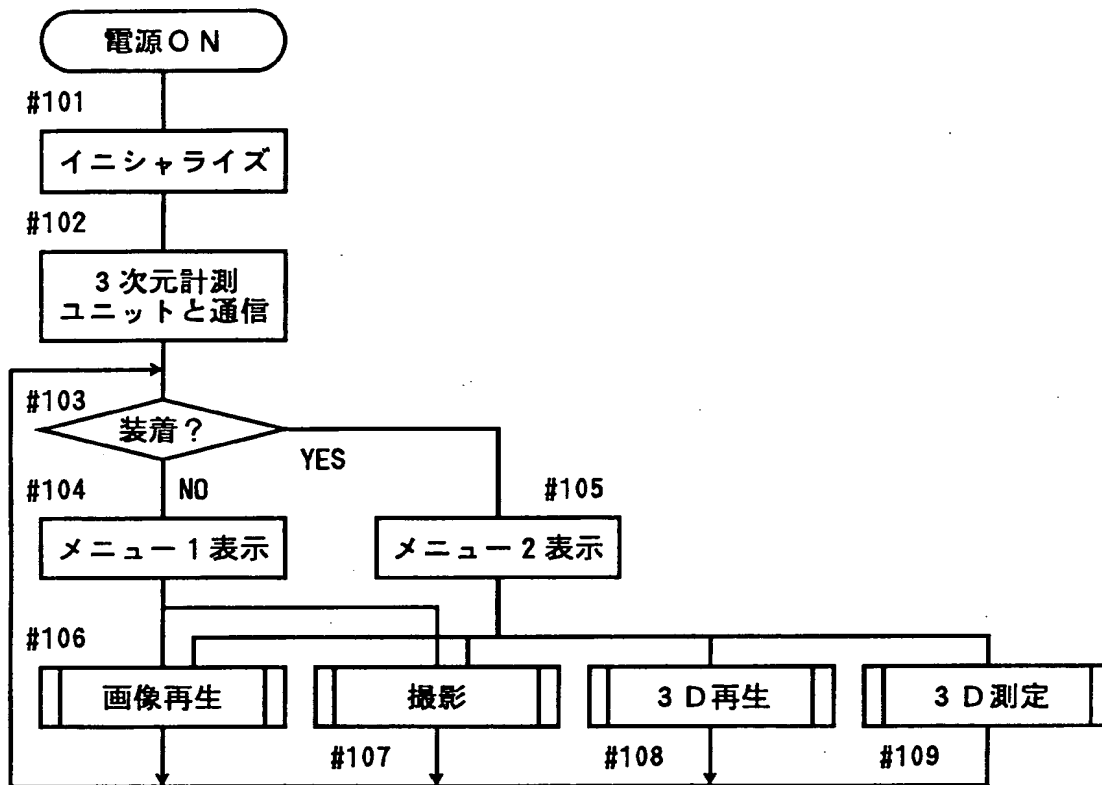 電源ON
#101
イニシャライズ
#102
3次元計測
ユニットと通信
#103
装着?
YES
#104
NO
#105
メニュー1表示
メニュー2表示
#106
画像再生
撮影
3D再生
3D測定
#107
#108
#109